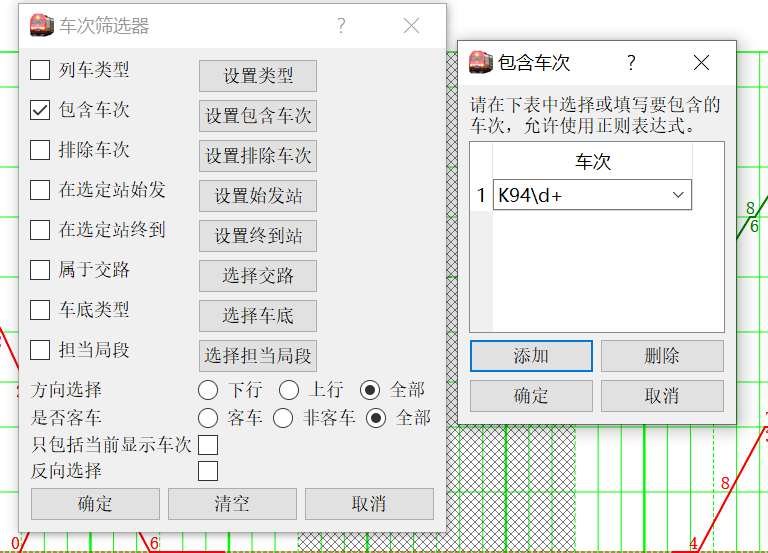 车次筛选器
列车类型 设置类型
包含车次 设置包含车次
排除车次 设置排除车次
在选定站始发 设置始发站
在选定站终到 设置终到站
属于交路 选择交路
车底类型 选择车底
担当局段 选择担当局段
方向选择 下行 上行 全部
是否客车 客车 非客车 全部
只包括当前显示车次
反向选择
确定 清空 取消
包含车次
请在下表中选择或填写要包含的
车次，允许使用正则表达式。
车次
1 K94\d+
添加 删除
确定 取消
8
6
8
0 6 4